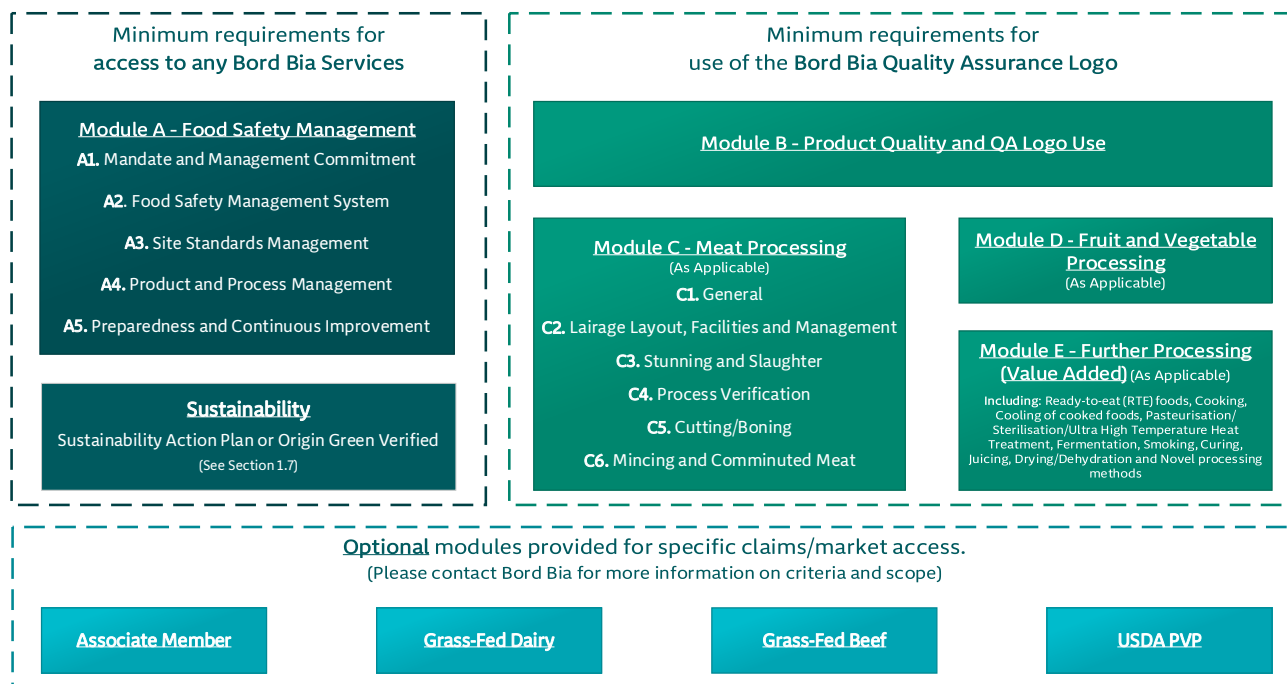 Minimum requirements for
access to any Bord Bia Services
Module A - Food Safety Management
A1. Mandate and Management Commitment
A2. Food Safety Management System
A3. Site Standards Management
A4. Product and Process Management
A5. Preparedness and Continuous Improvement
Sustainability
Sustainability Action Plan or Origin Green Verified
(See Section 1.7)
Minimum requirements for
use of the Bord Bia Quality Assurance Logo
Module B - Product Quality and QA Logo Use
Module C - Meat Processing
(As Applicable)
C1. General
C2. Lairage Layout, Facilities and Management
C3. Stunning and Slaughter
C4. Process Verification
C5. Cutting/Boning
C6. Mincing and Comminuted Meat
Module D - Fruit and Vegetable
Processing
(As Applicable)
Module E - Further Processing
(Value Added) (As Applicable)
Including: Ready-to-eat (RTE) foods, Cooking,
Cooling of cooked foods, Pasteurisation/
Sterilisation/Ultra High Temperature Heat
Treatment, Fermentation, Smoking, Curing,
Juicing, Drying/Dehydration and Novel processing
methods
Optional modules provided for specific claims/market access.
(Please contact Bord Bia for more information on criteria and scope)
Associate Member
Grass-Fed Dairy
Grass-Fed Beef
USDA PVP